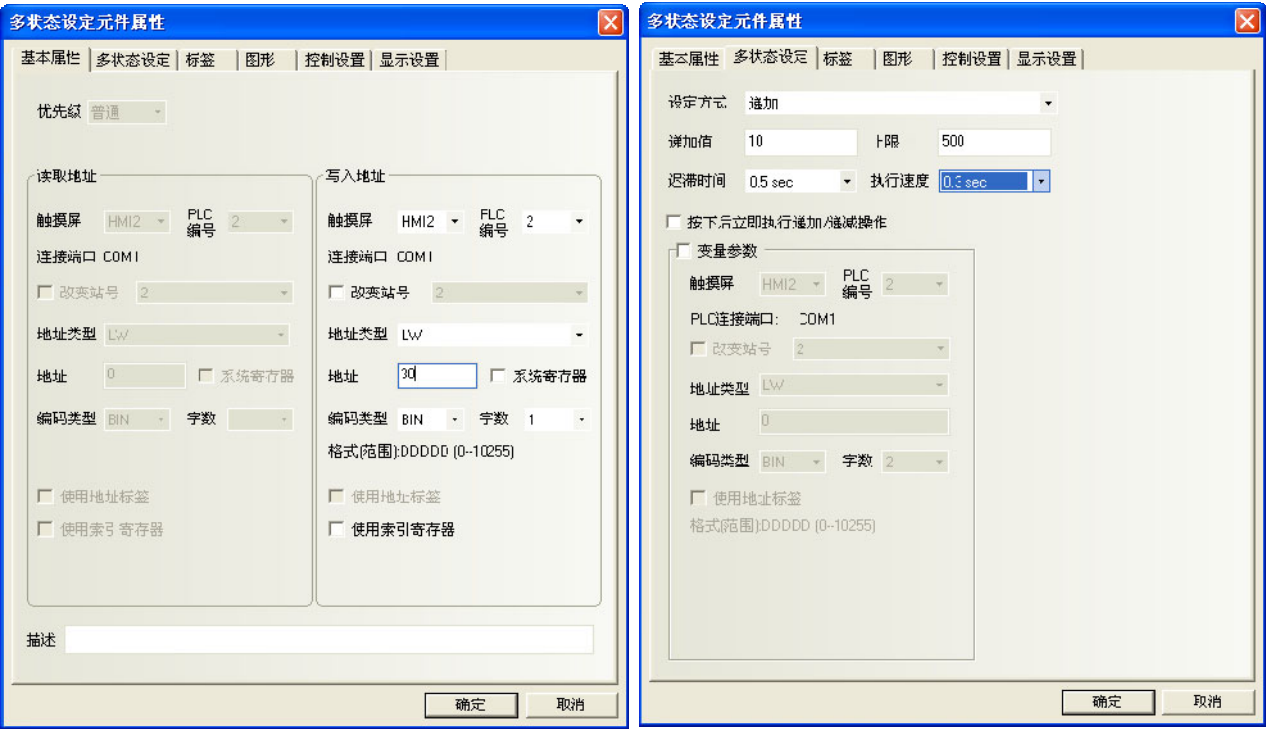 多状态设定元件属性
基本属性 多状态设定 标签 图形 控制设置 显示设置
优先级 普通
读取地址
触摸屏 HMI2 PLC编号 2
连接端口 COM1
改变站号 2
地址类型 LW
地址 0 系统寄存器
编码类型 BIN 字数
使用地址标签
使用索引寄存器
写入地址
触摸屏 HMI2 PLC编号 2
连接端口 COM1
改变站号 2
地址类型 LW
地址 30 系统寄存器
编码类型 BIN 字数 1
格式(范围):DDDDD (0--10255)
使用地址标签
使用索引寄存器
描述
确定 取消
多状态设定元件属性
基本属性 多状态设定 标签 图形 控制设置 显示设置
设定方式 递加
递加值 10 上限 500
迟滞时间 0.5 sec 执行速度 0.3 sec
按下后立即执行递加/递减操作
变量参数
触摸屏 HMI2 PLC编号 2
PLC连接端口: COM1
改变站号 2
地址类型 LW
地址 0
编码类型 BIN 字数 2
使用地址标签
格式(范围):DDDDD (0--10255)
确定 取消